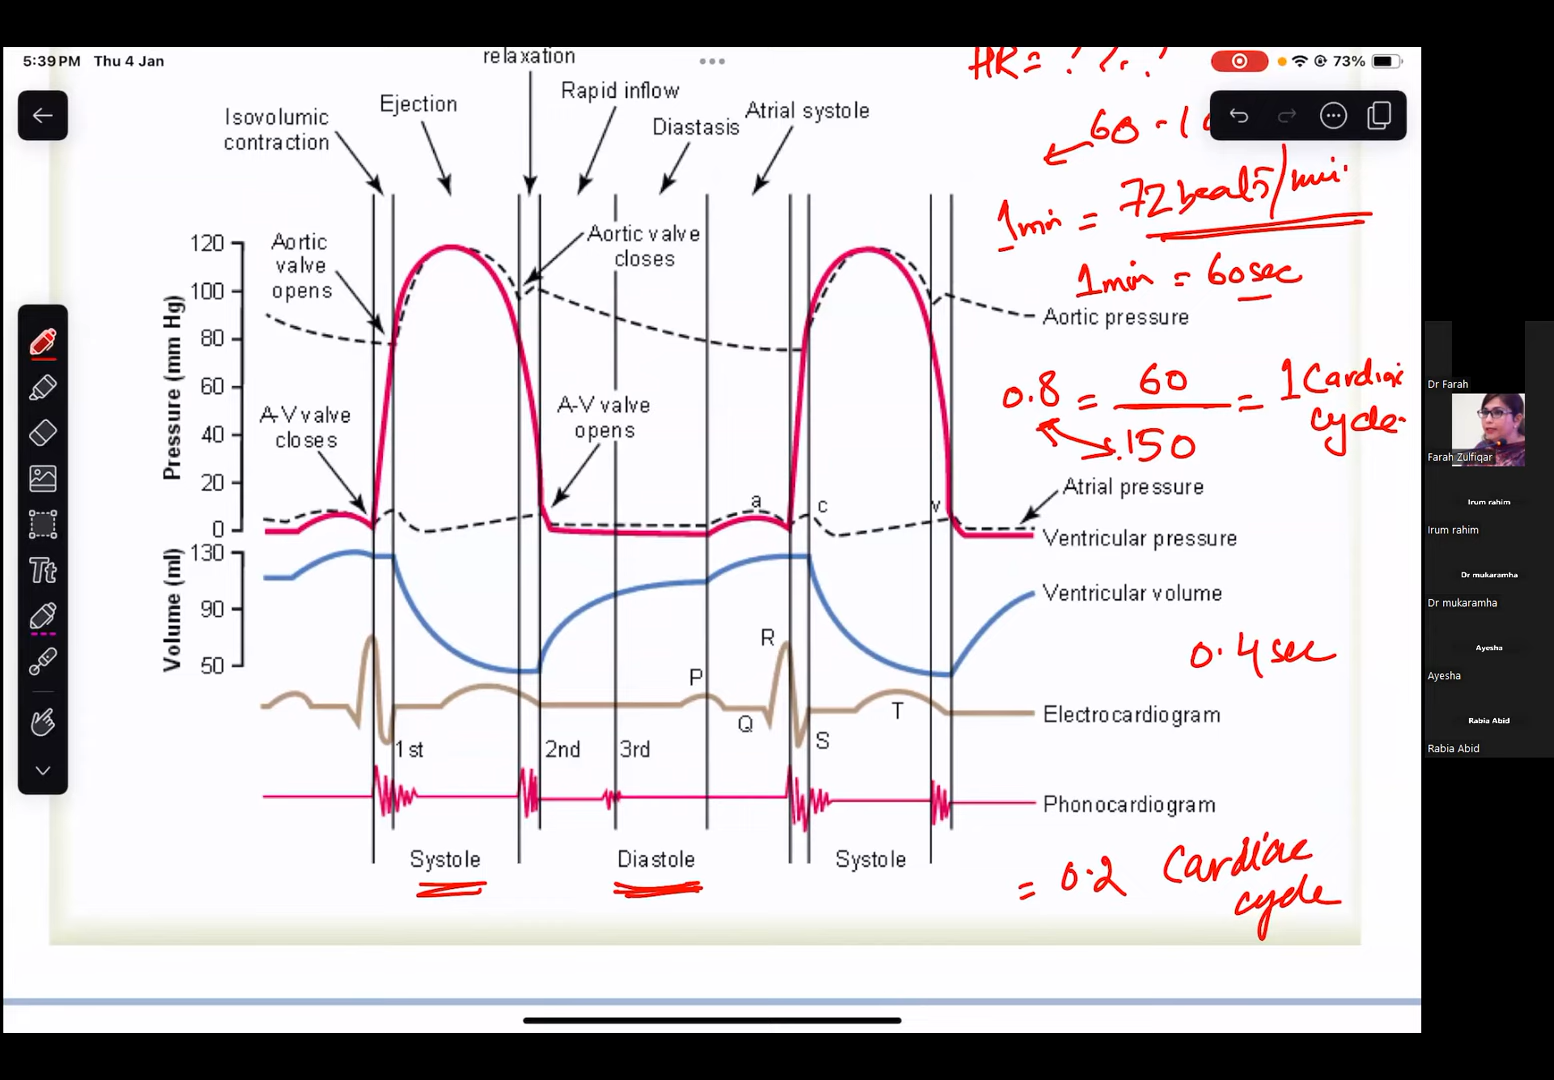 5:39 PM Thu 4 Jan
73%
relaxation
Ejection
Rapid inflow
Isovolumic
contraction
Diastasis
Atrial systole
HR = ? ? . ?
60 - 1
1min = 72 beats/min
1min = 60 sec
0.8 = 60 = 1 Cardiac
150 cycle
0.4 sec
= 0.2 Cardiac
cycle
Pressure (mm Hg)
120
100
80
60
40
20
0
Aortic
valve
opens
Aortic valve
closes
A-V valve
closes
A-V valve
opens
a
c
v
Aortic pressure
Atrial pressure
Ventricular pressure
Volume (ml)
130
90
50
Ventricular volume
R
P
Q
S
T
Electrocardiogram
1st
2nd
3rd
Phonocardiogram
Systole
Diastole
Systole
Tt
Dr Farah
Farah Zulfiqar
Irum rahim
Irum rahim
Dr mukaramha
Dr mukaramha
Ayesha
Ayesha
Rabia Abid
Rabia Abid